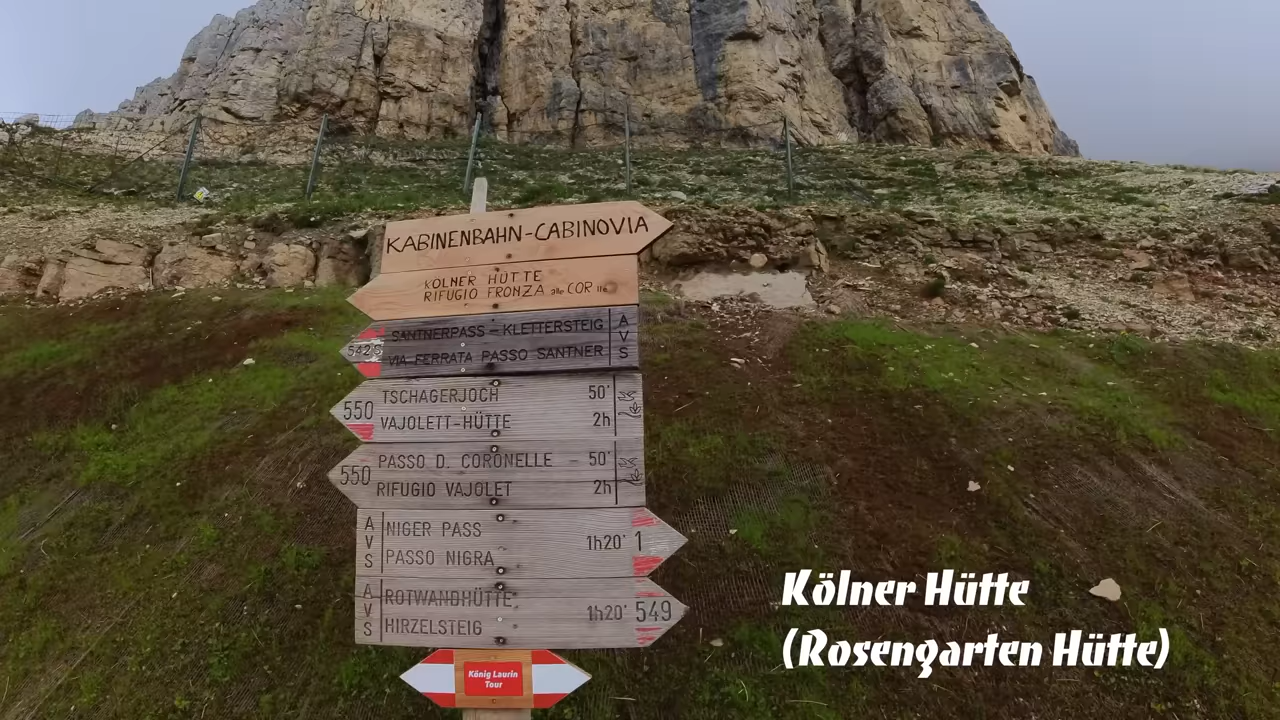 KABINENBAHN-CABINOVIA
KÖLNER HÜTTE
RIFUGIO FRONZA alle COR lle
542S
SANTNERPASS - KLETTERSTEIG
VIA FERRATA PASSO SANTNER
AVS
550
TSCHAGERJOCH 50'
VAJOLETT-HÜTTE 2h
550
PASSO D. CORONELLE 50'
RIFUGIO VAJOLET 2h
AVS
NIGER PASS
PASSO NIGRA
1h20' 1
AVS
ROTWANDHÜTTE
HIRZELSTEIG
1h20' 549
König Laurin
Tour
Kölner Hütte
(Rosengarten Hütte)